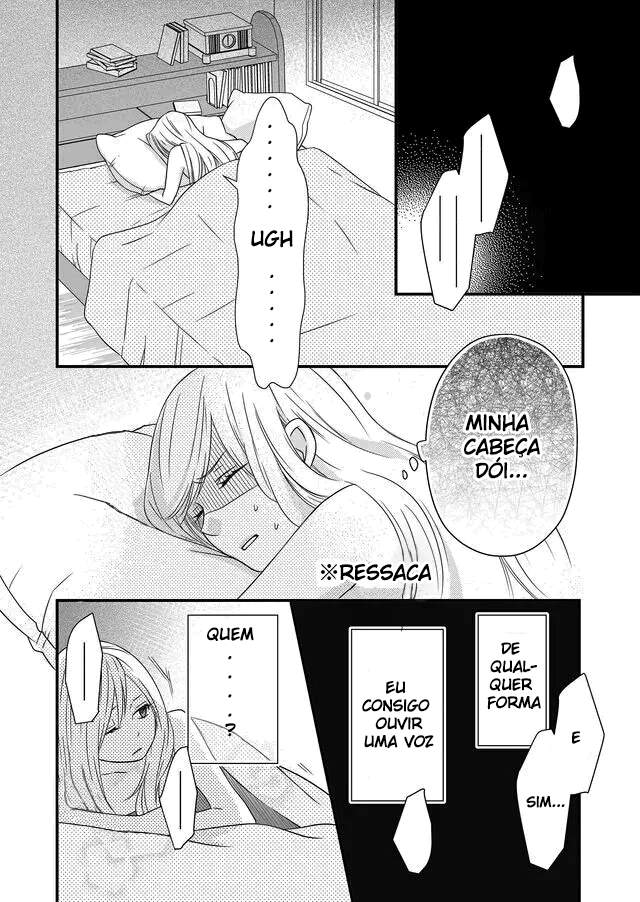 . . . . . .
UGH
. . . . .
MINHA
CABEÇA
DÓI...
※RESSACA
E
SIM...
DE
QUAL-
QUER
FORMA
EU
CONSIGO
OUVIR
UMA VOZ
QUEM
. . . . ?